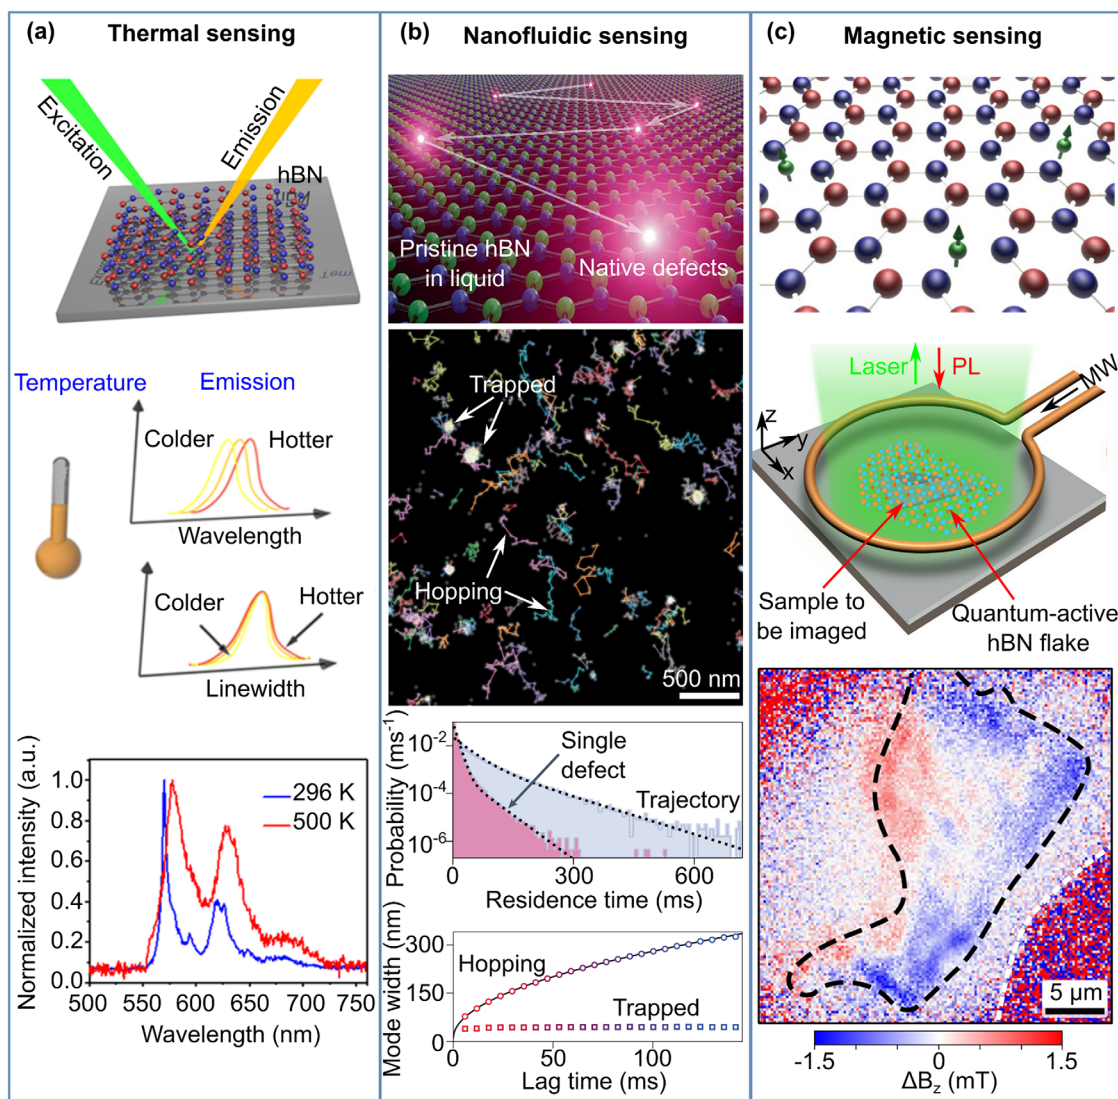 (a) Thermal sensing
Excitation
Emission
hBN
Temperature
Emission
Colder
Hotter
Wavelength
Colder
Hotter
Linewidth
Normalized intensity (a.u.)
1.0
0.8
0.6
0.4
0.2
0.0
296 K
500 K
500 550 600 650 700 750
Wavelength (nm)
(b) Nanofluidic sensing
Pristine hBN
in liquid
Native defects
Trapped
Hopping
500 nm
Probability (ms⁻¹)
10⁻²
10⁻⁴
10⁻⁶
Single
defect
Trajectory
0 300 600
Residence time (ms)
Mode width (nm)
300
150
0
Hopping
Trapped
0 50 100
Lag time (ms)
(c) Magnetic sensing
Laser
PL
MW
z
y
x
Sample to
be imaged
Quantum-active
hBN flake
5 µm
-1.5 0 1.5
ΔB_z (mT)